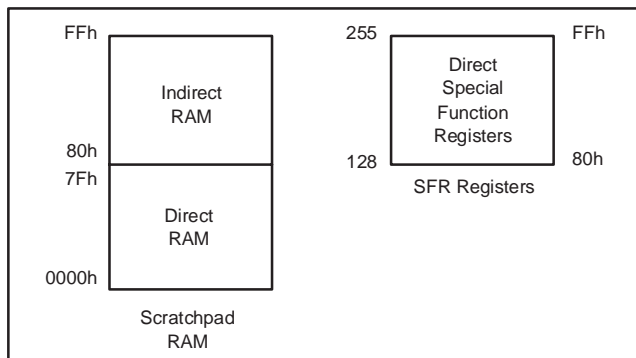 FFh
Indirect
RAM
80h
7Fh
Direct
RAM
0000h
Scratchpad
RAM
255
FFh
Direct
Special
Function
Registers
128
80h
SFR Registers